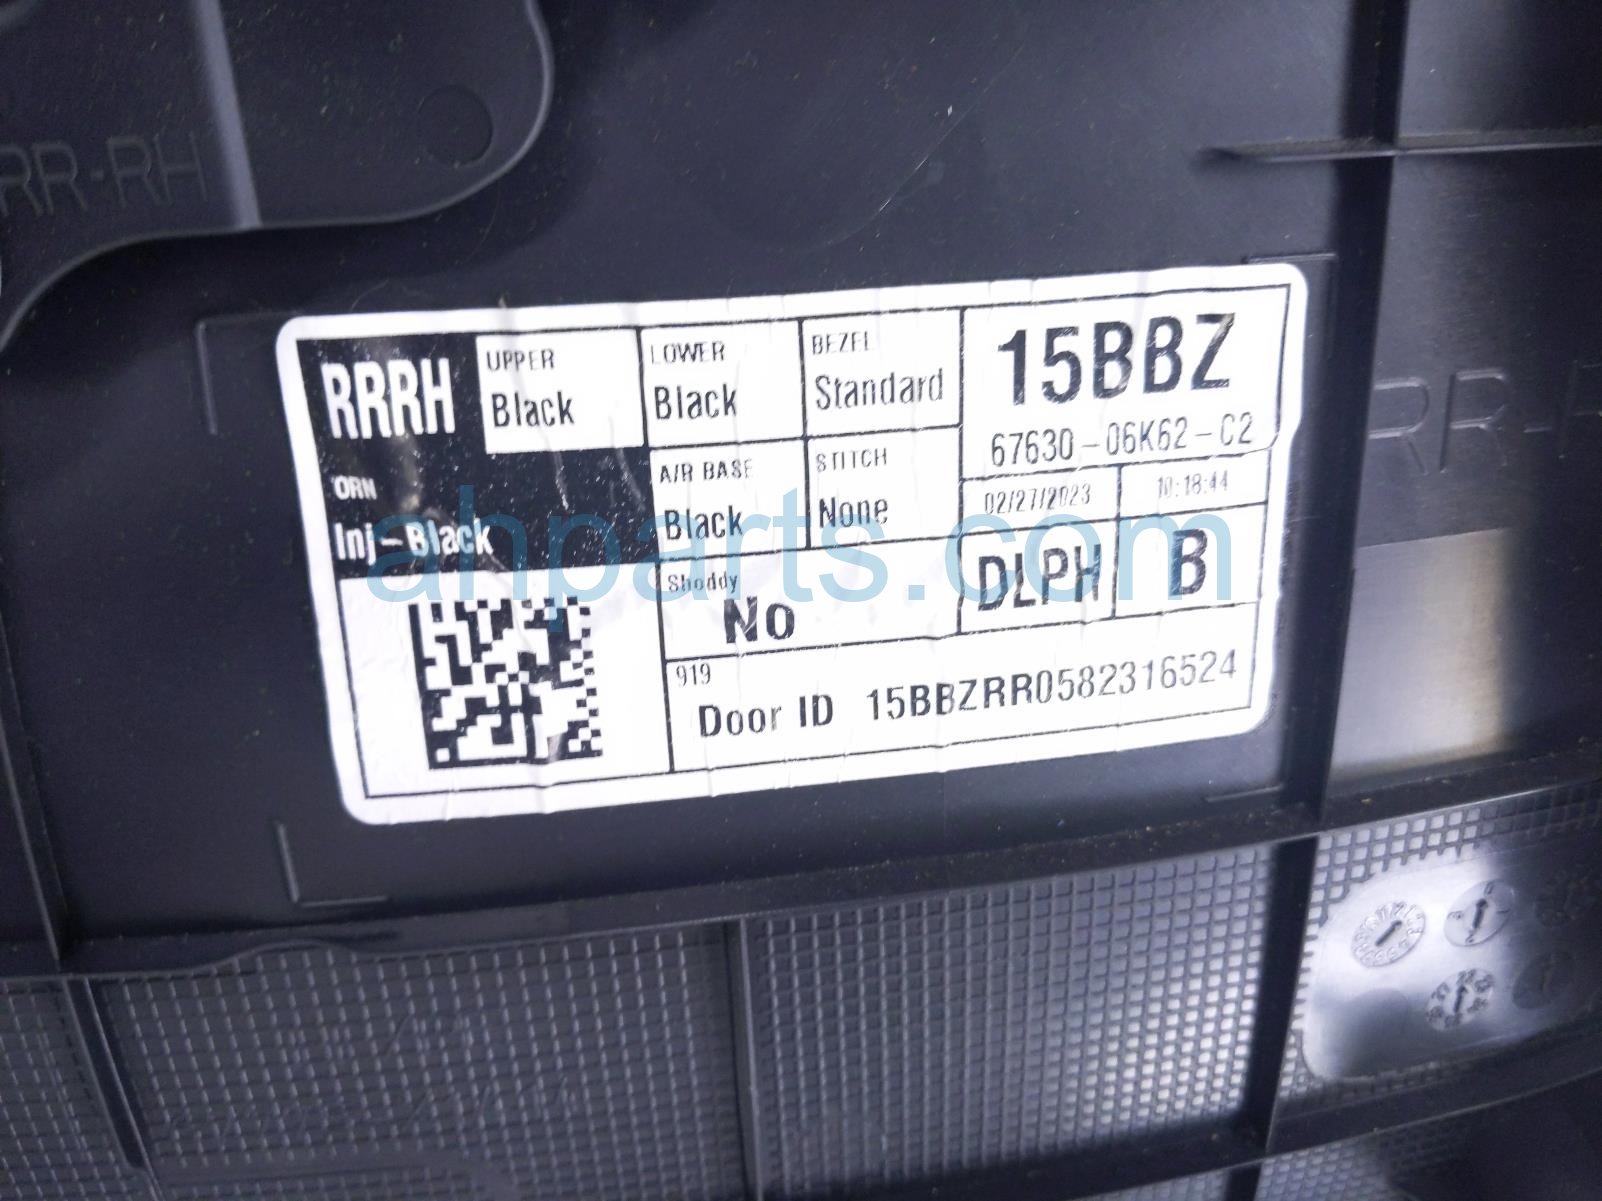 RR-RH
RRRH
UPPER
Black
LOWER
Black
BEZEL
Standard
15BBZ
67630-06K62-C2
ORN
Inj-Black
A/R BASE
Black
STITCH
None
02/27/2023
10:18:44
Shoddy
No
DLPH
B
919
Door ID 15BBZRR0582316524
RR-R
ahparts.com